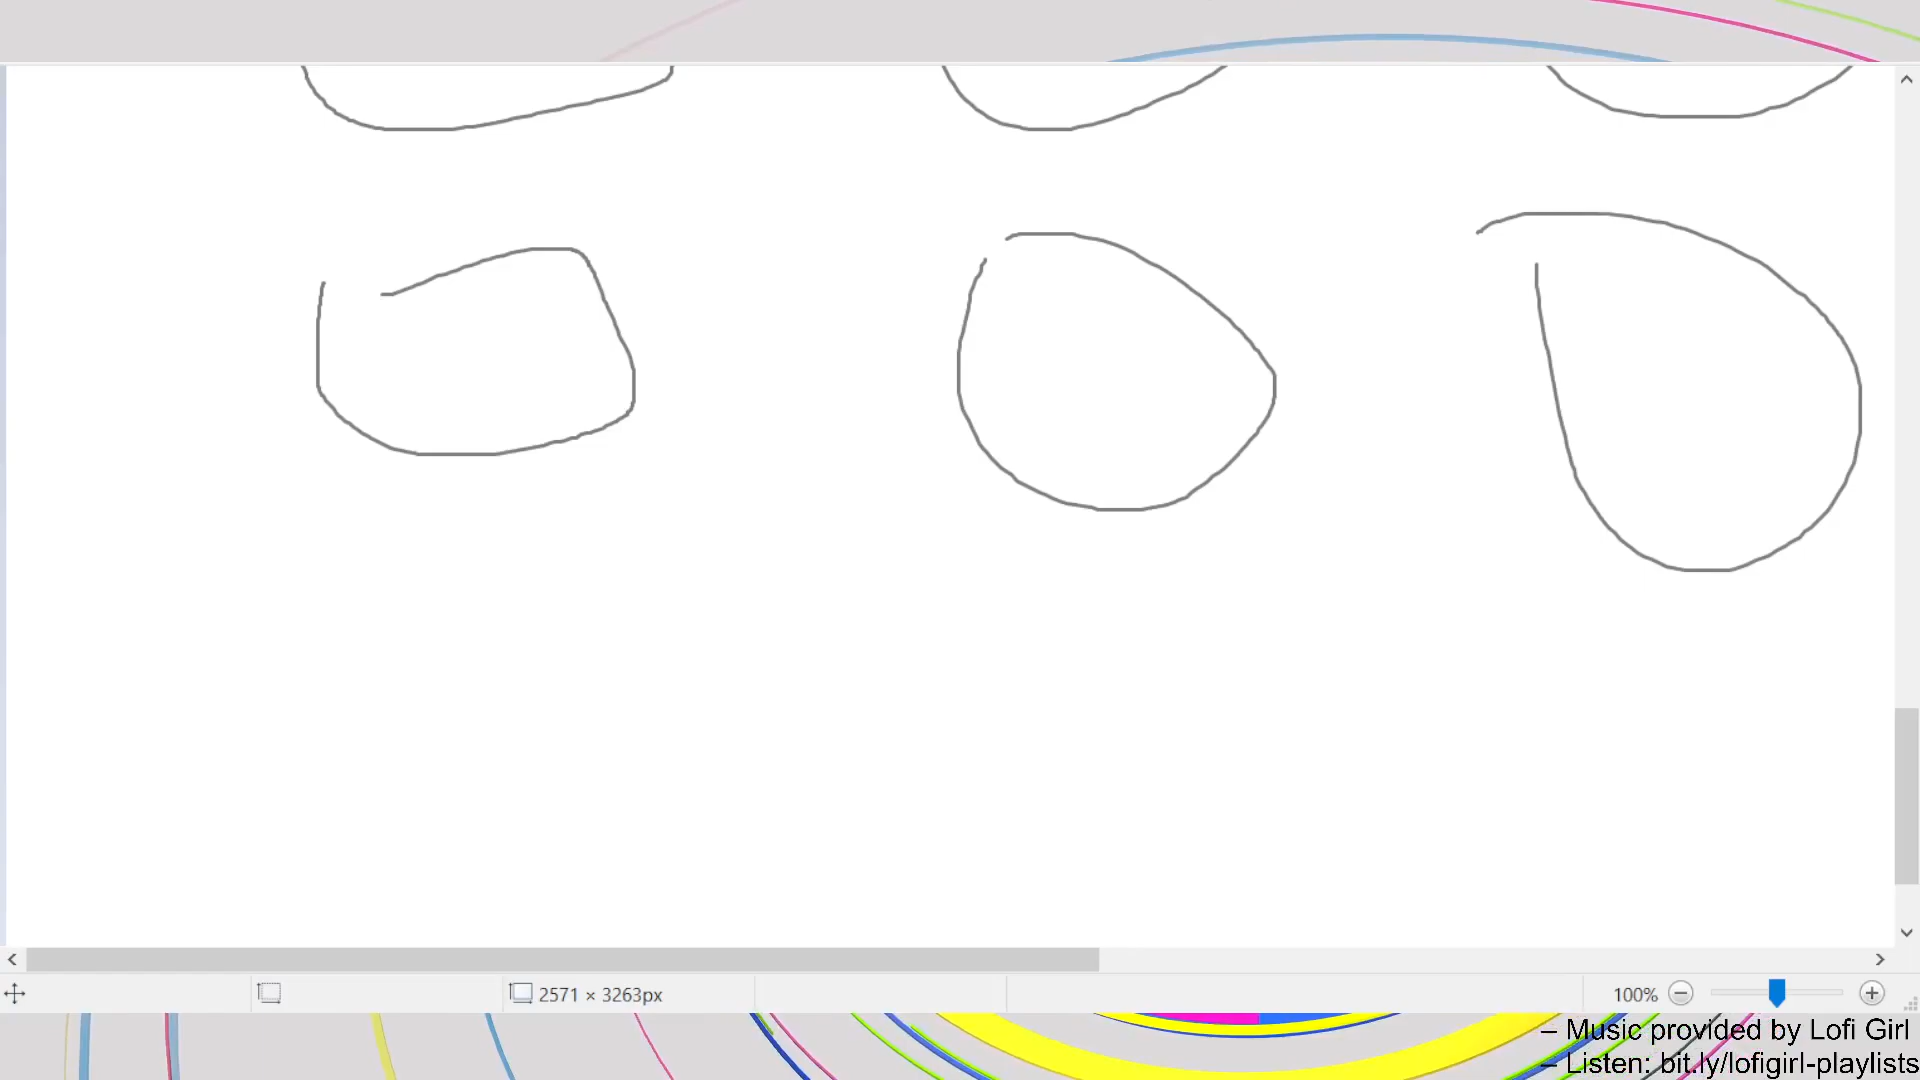 2571 × 3263px
100%
– Music provided by Lofi Girl
– Listen: bit.ly/lofigirl-playlists